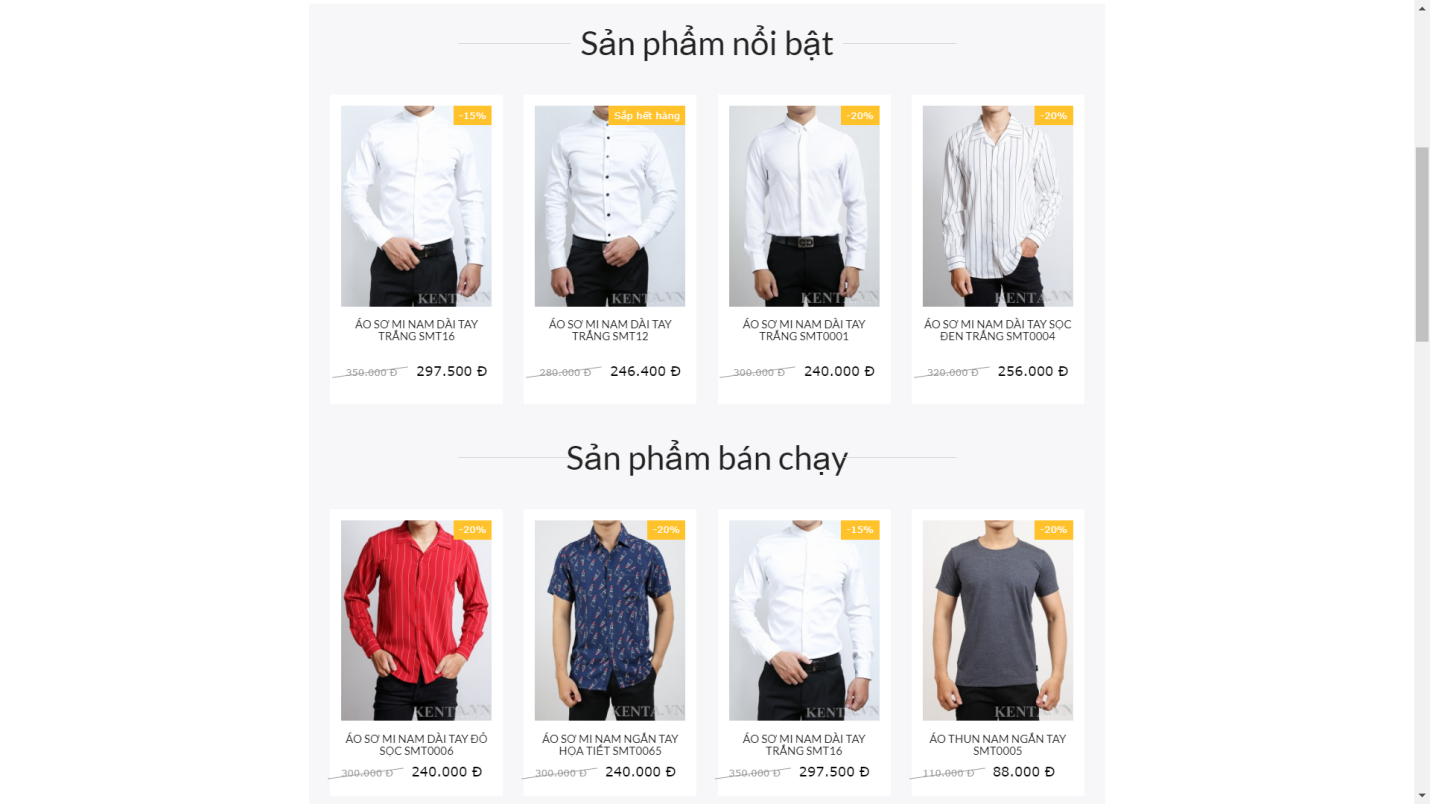 Sản phẩm nổi bật
-15%
Sắp hết hàng
-20%
-20%
KENTA.VN
KENTA.VN
KENTA.VN
KENTA.VN
ÁO SƠ MI NAM DÀI TAY
TRẮNG SMT16
350.000 Đ 297.500 Đ
ÁO SƠ MI NAM DÀI TAY
TRẮNG SMT12
280.000 Đ 246.400 Đ
ÁO SƠ MI NAM DÀI TAY
TRẮNG SMT0001
300.000 Đ 240.000 Đ
ÁO SƠ MI NAM DÀI TAY SỌC
ĐEN TRẮNG SMT0004
320.000 Đ 256.000 Đ
Sản phẩm bán chạy
-20%
-20%
-15%
-20%
KENTA.VN
KENTA.VN
KENTA.VN
KENTA.VN
ÁO SƠ MI NAM DÀI TAY ĐỎ
SỌC SMT0006
300.000 Đ 240.000 Đ
ÁO SƠ MI NAM NGẮN TAY
HỌA TIẾT SMT0065
300.000 Đ 240.000 Đ
ÁO SƠ MI NAM DÀI TAY
TRẮNG SMT16
350.000 Đ 297.500 Đ
ÁO THUN NAM NGẮN TAY
SMT0005
110.000 Đ 88.000 Đ